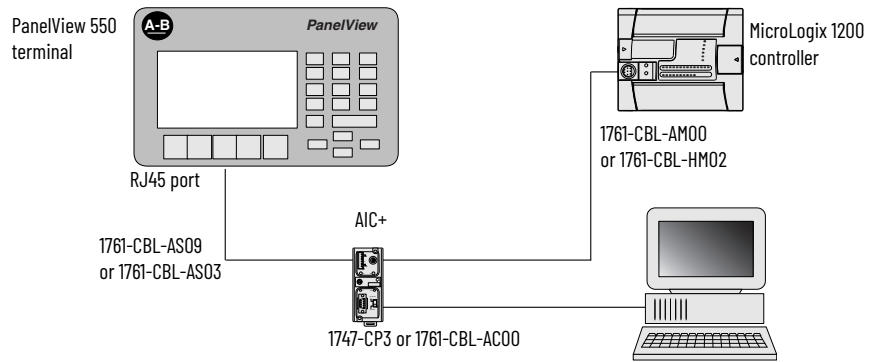 PanelView 550
terminal
A-B
PanelView
MicroLogix 1200
controller
1761-CBL-AM00
or 1761-CBL-HM02
RJ45 port
AIC+
1761-CBL-AS09
or 1761-CBL-AS03
1747-CP3 or 1761-CBL-AC00